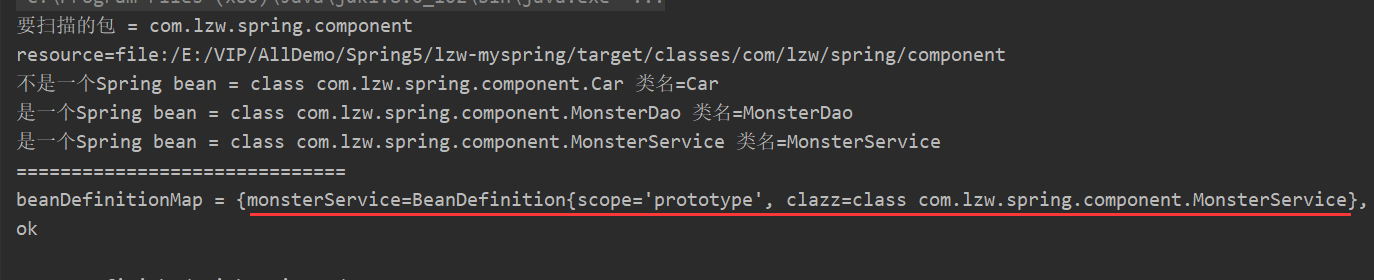 要扫描的包 = com.lzw.spring.component
resource=file:/E:/VIP/AllDemo/Spring5/lzw-myspring/target/classes/com/lzw/spring/component
不是一个Spring bean = class com.lzw.spring.component.Car 类名=Car
是一个Spring bean = class com.lzw.spring.component.MonsterDao 类名=MonsterDao
是一个Spring bean = class com.lzw.spring.component.MonsterService 类名=MonsterService
==============================
beanDefinitionMap = {monsterService=BeanDefinition{scope='prototype', clazz=class com.lzw.spring.component.MonsterService},
ok